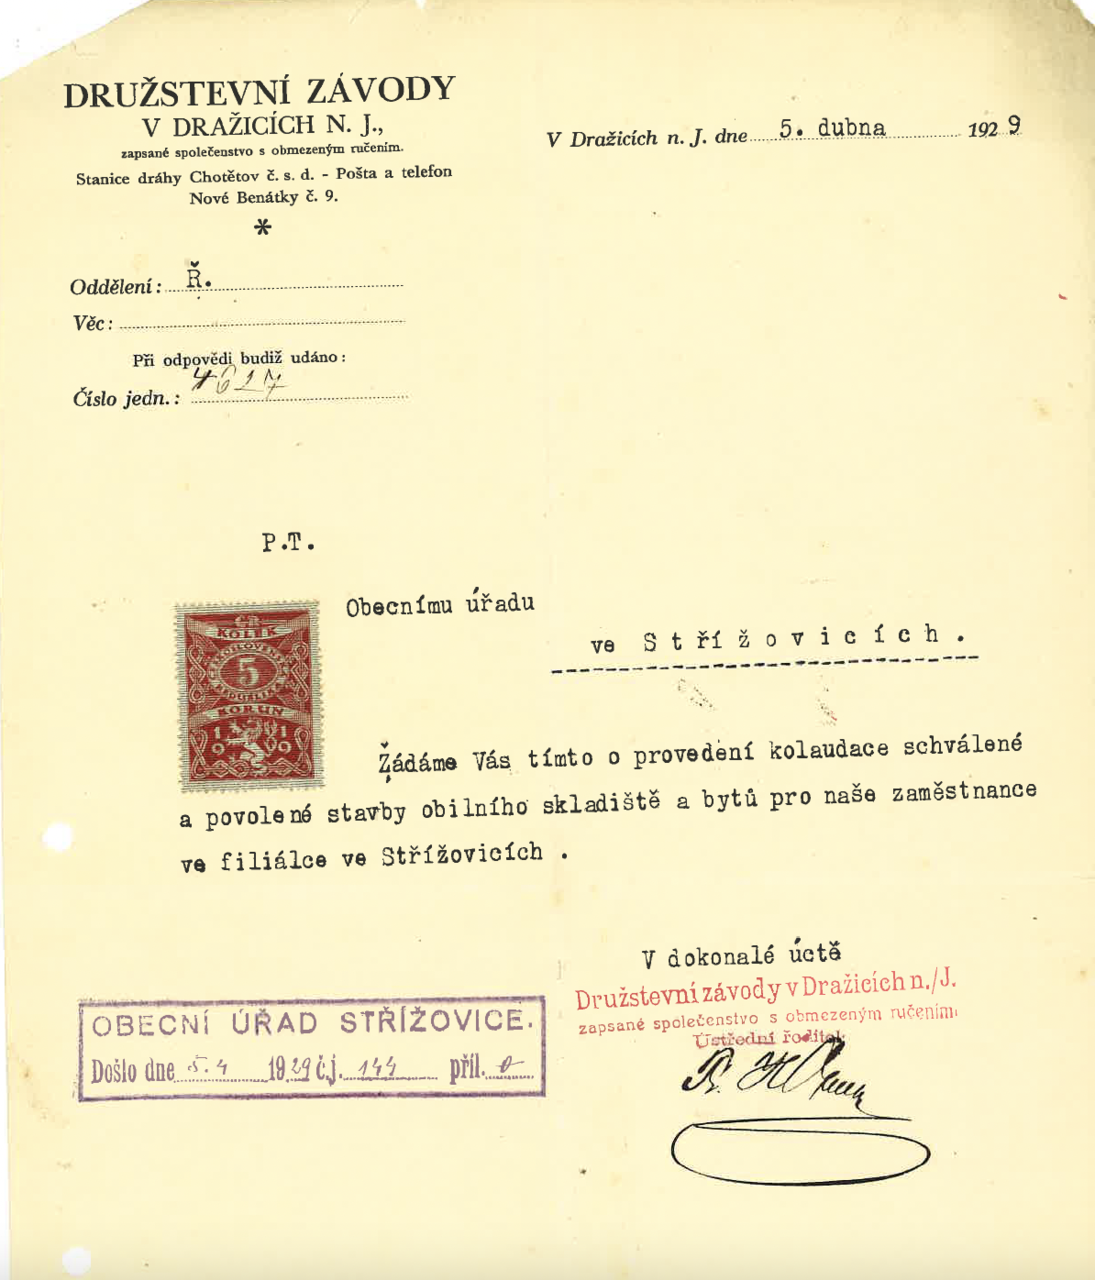 DRUŽSTEVNÍ ZÁVODY
V DRAŽICÍCH N. J.,
zapsané společenstvo s obmezeným ručením.
Stanice dráhy Chotětov č. s. d. - Pošta a telefon
Nové Benátky č. 9.
*
V Dražicích n. J. dne 5. dubna 1929
Oddělení: Ř.
Věc:
Při odpovědi budiž udáno:
Číslo jedn.: 4627
P.T.
Obecnímu úřadu
ve Střížovicích.
KOLEK
5
KORUN
1919
Žádáme Vás tímto o provedení kolaudace schválené
a povolené stavby obilního skladiště a bytů pro naše zaměstnance
ve filiálce ve Střížovicích .
V dokonalé úctě
Družstevní závody v Dražicích n./J.
zapsané společenstvo s obmezeným ručením
Ústřední ředitel
OBECNÍ ÚŘAD STŘÍŽOVICE.
Došlo dne 5.4 1929 č.j. 144 příl. 0